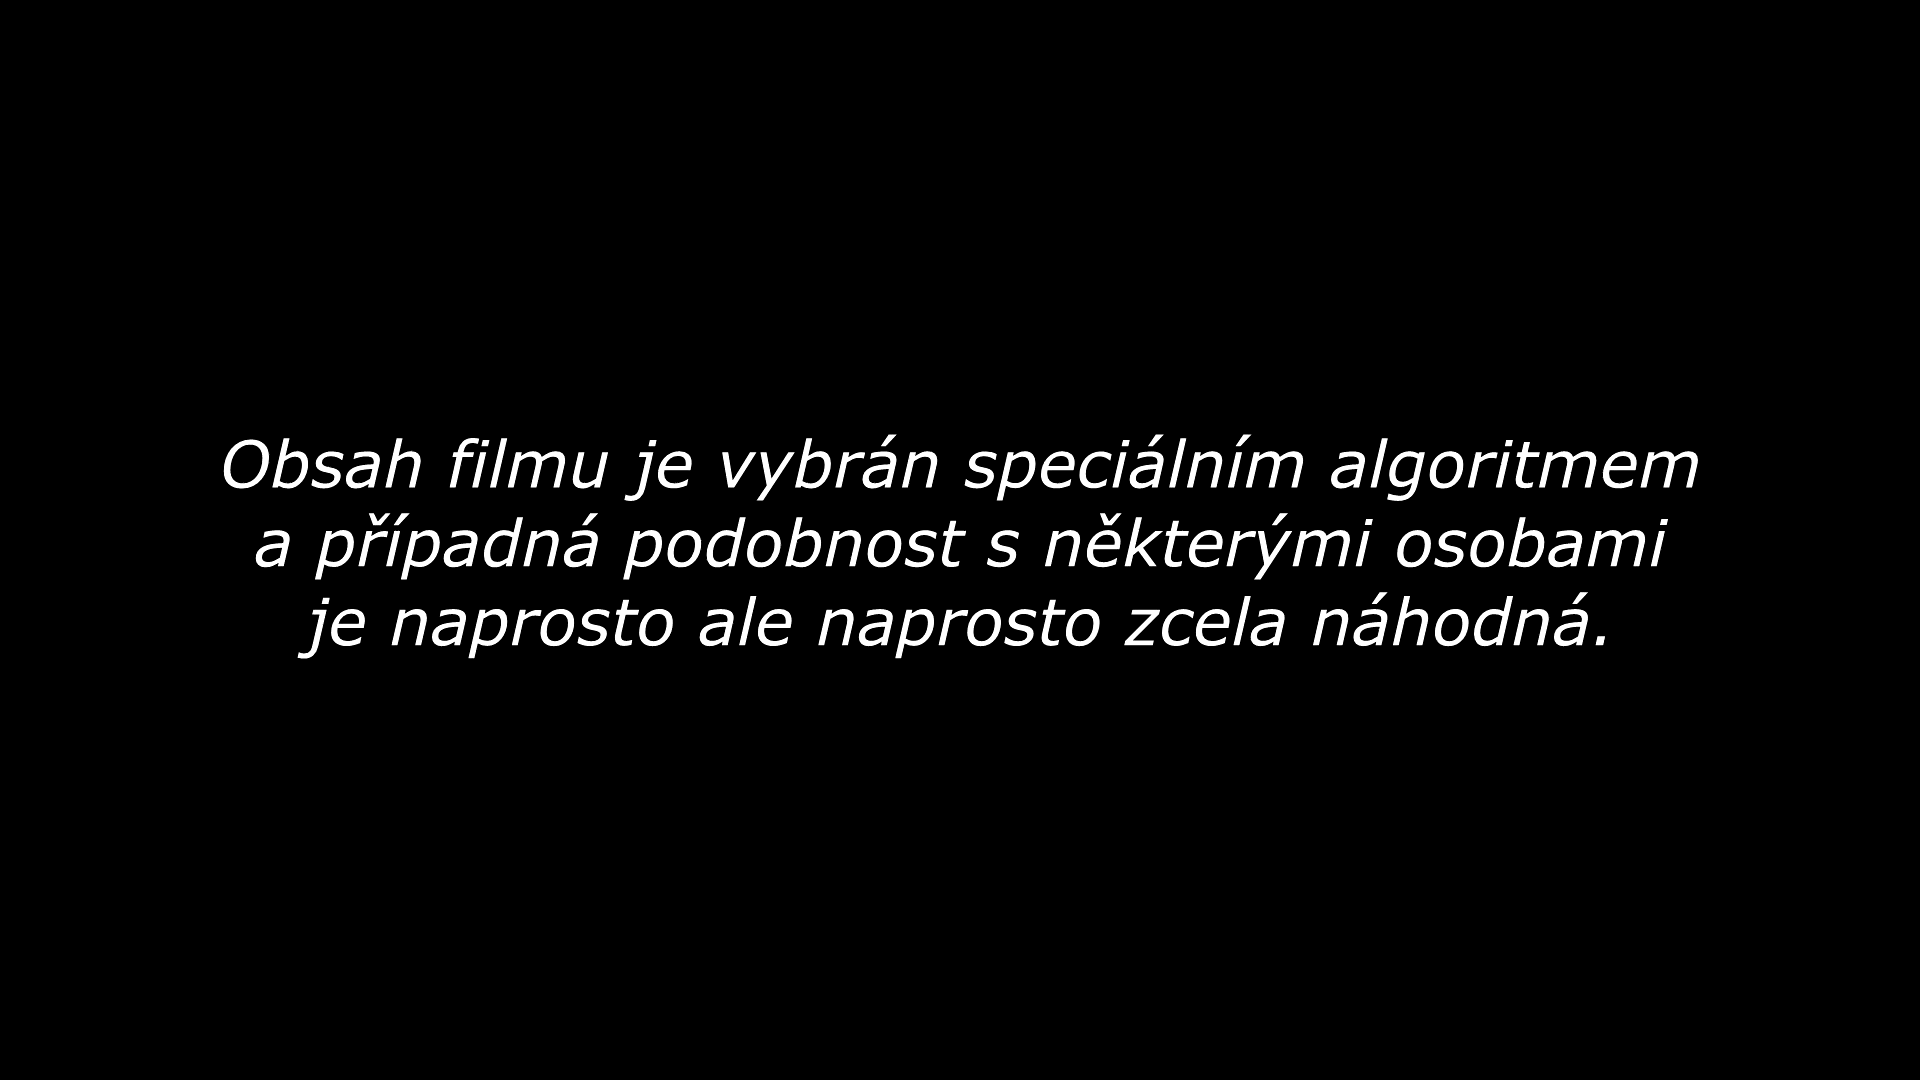 Obsah filmu je vybrán speciálním algoritmem
a případná podobnost s některými osobami
je naprosto ale naprosto zcela náhodná.